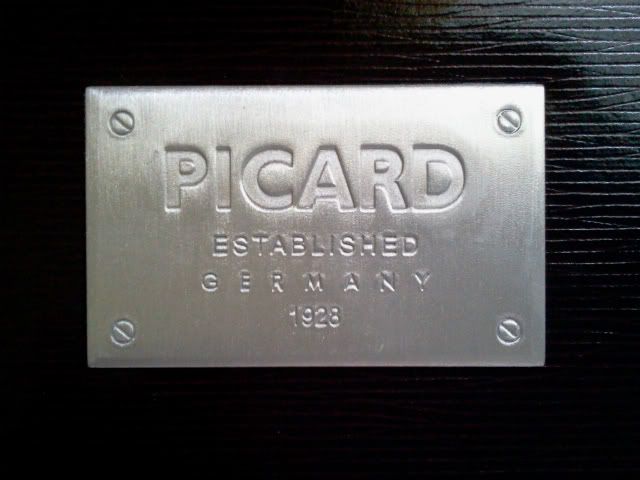 PICARD
ESTABLISHED
GERMANY
1928